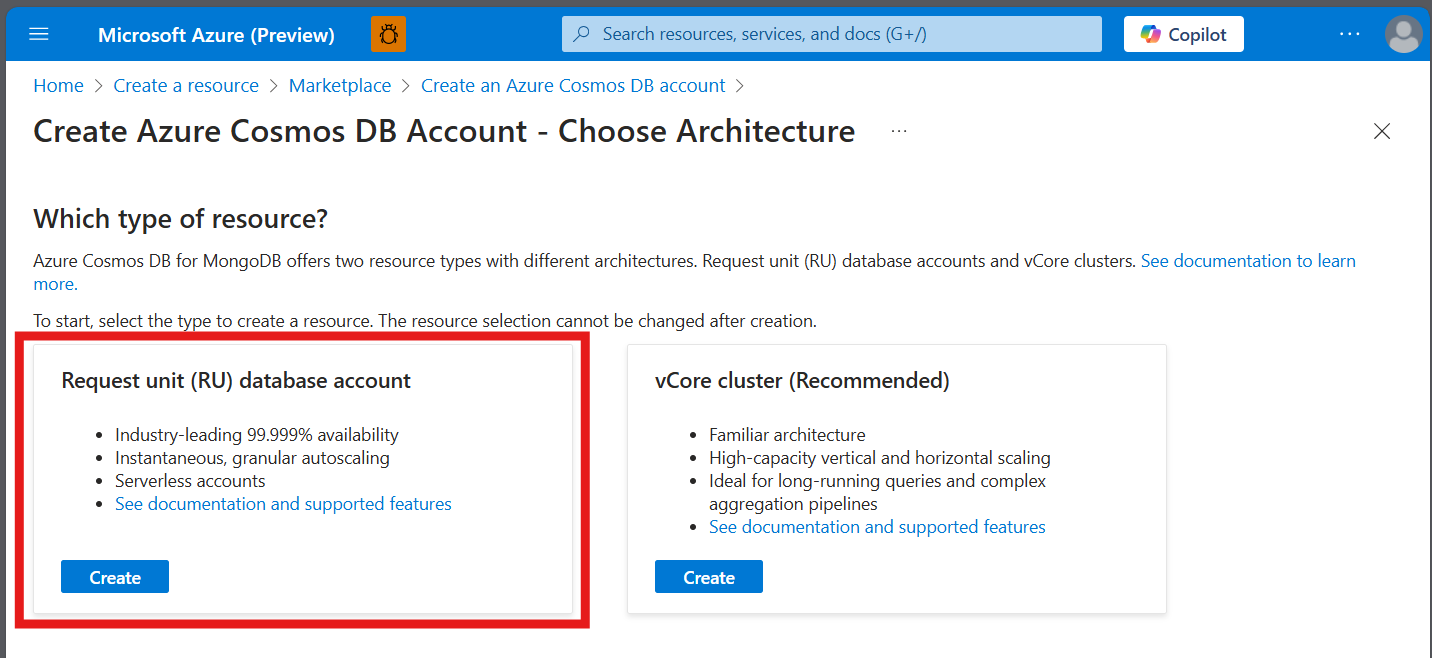 Microsoft Azure (Preview)
Search resources, services, and docs (G+/)
Copilot
Home > Create a resource > Marketplace > Create an Azure Cosmos DB account >
Create Azure Cosmos DB Account - Choose Architecture ...
Which type of resource?
Azure Cosmos DB for MongoDB offers two resource types with different architectures. Request unit (RU) database accounts and vCore clusters. See documentation to learn
more.
To start, select the type to create a resource. The resource selection cannot be changed after creation.
Request unit (RU) database account
• Industry-leading 99.999% availability
• Instantaneous, granular autoscaling
• Serverless accounts
• See documentation and supported features
Create
vCore cluster (Recommended)
• Familiar architecture
• High-capacity vertical and horizontal scaling
• Ideal for long-running queries and complex
aggregation pipelines
• See documentation and supported features
Create